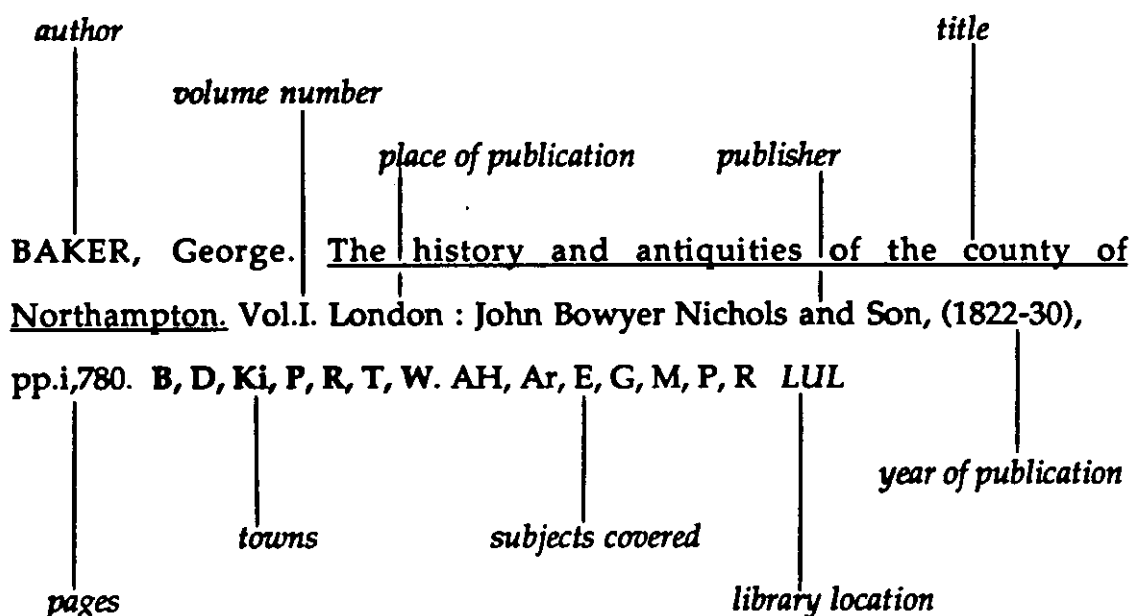 author title
volume number
place of publication publisher
BAKER, George. The history and antiquities of the county of
Northampton. Vol.I. London : John Bowyer Nichols and Son, (1822-30),
pp.i,780. B, D, Ki, P, R, T, W. AH, Ar, E, G, M, P, R LUL
year of publication
towns subjects covered
pages library location